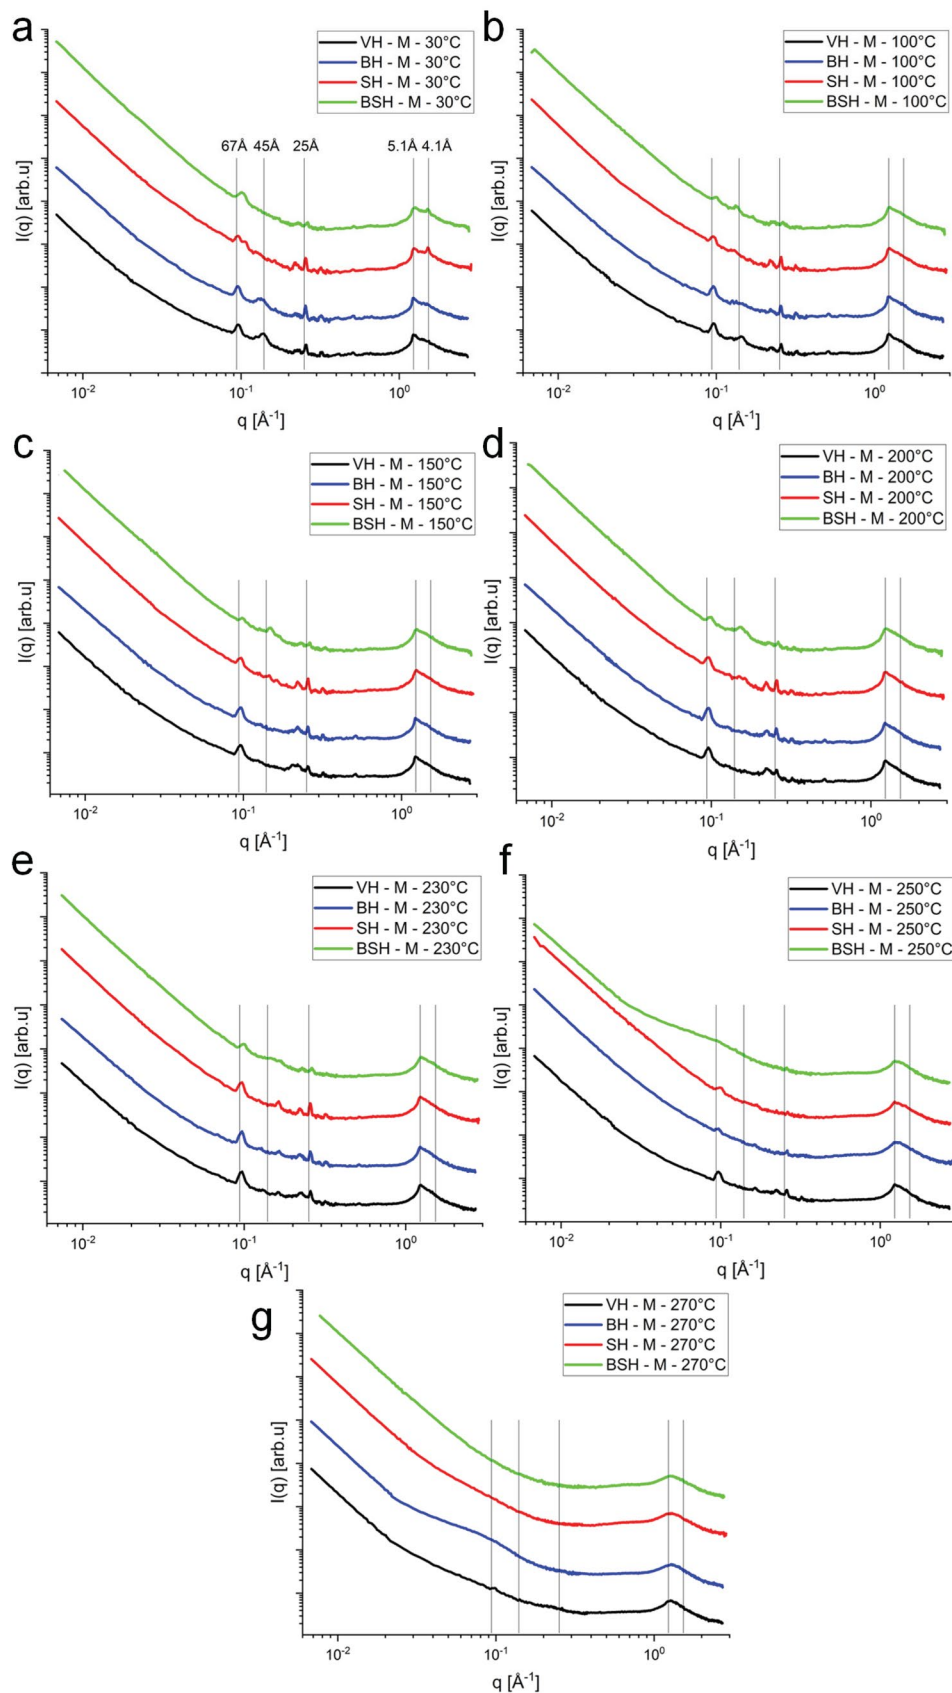 a
VH - M - 30°C
BH - M - 30°C
SH - M - 30°C
BSH - M - 30°C
67Å 45Å 25Å 5.1Å 4.1Å
I(q) [arb.u]
10⁻² 10⁻¹ 10⁰
q [Å⁻¹]
b
VH - M - 100°C
BH - M - 100°C
SH - M - 100°C
BSH - M - 100°C
I(q) [arb.u]
10⁻² 10⁻¹ 10⁰
q [Å⁻¹]
c
VH - M - 150°C
BH - M - 150°C
SH - M - 150°C
BSH - M - 150°C
I(q) [arb.u]
10⁻² 10⁻¹ 10⁰
q [Å⁻¹]
d
VH - M - 200°C
BH - M - 200°C
SH - M - 200°C
BSH - M - 200°C
I(q) [arb.u]
10⁻² 10⁻¹ 10⁰
q [Å⁻¹]
e
VH - M - 230°C
BH - M - 230°C
SH - M - 230°C
BSH - M - 230°C
I(q) [arb.u]
10⁻² 10⁻¹ 10⁰
q [Å⁻¹]
f
VH - M - 250°C
BH - M - 250°C
SH - M - 250°C
BSH - M - 250°C
I(q) [arb.u]
10⁻² 10⁻¹ 10⁰
q [Å⁻¹]
g
VH - M - 270°C
BH - M - 270°C
SH - M - 270°C
BSH - M - 270°C
I(q) [arb.u]
10⁻² 10⁻¹ 10⁰
q [Å⁻¹]